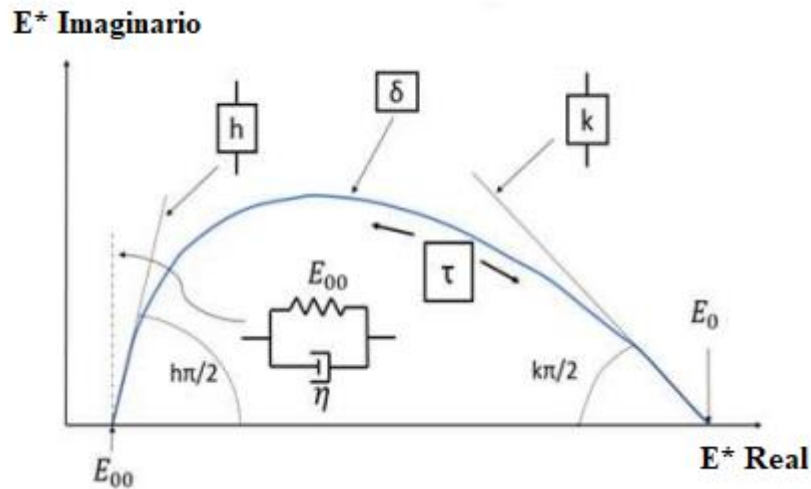 E* Imaginario
δ
h
k
τ
E₀₀
E₀
hπ/2
η
kπ/2
E₀₀
E* Real